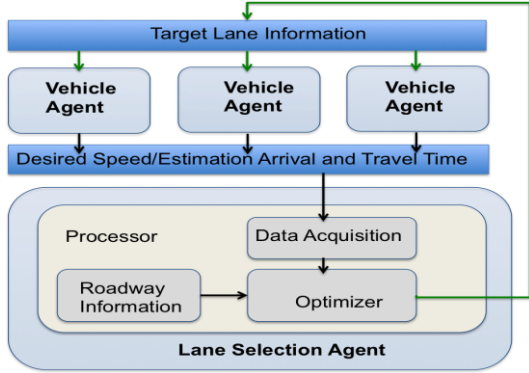 Target Lane Information
Vehicle
Agent
Vehicle
Agent
Vehicle
Agent
Desired Speed/Estimation Arrival and Travel Time
Processor
Data Acquisition
Roadway
Information
Optimizer
Lane Selection Agent